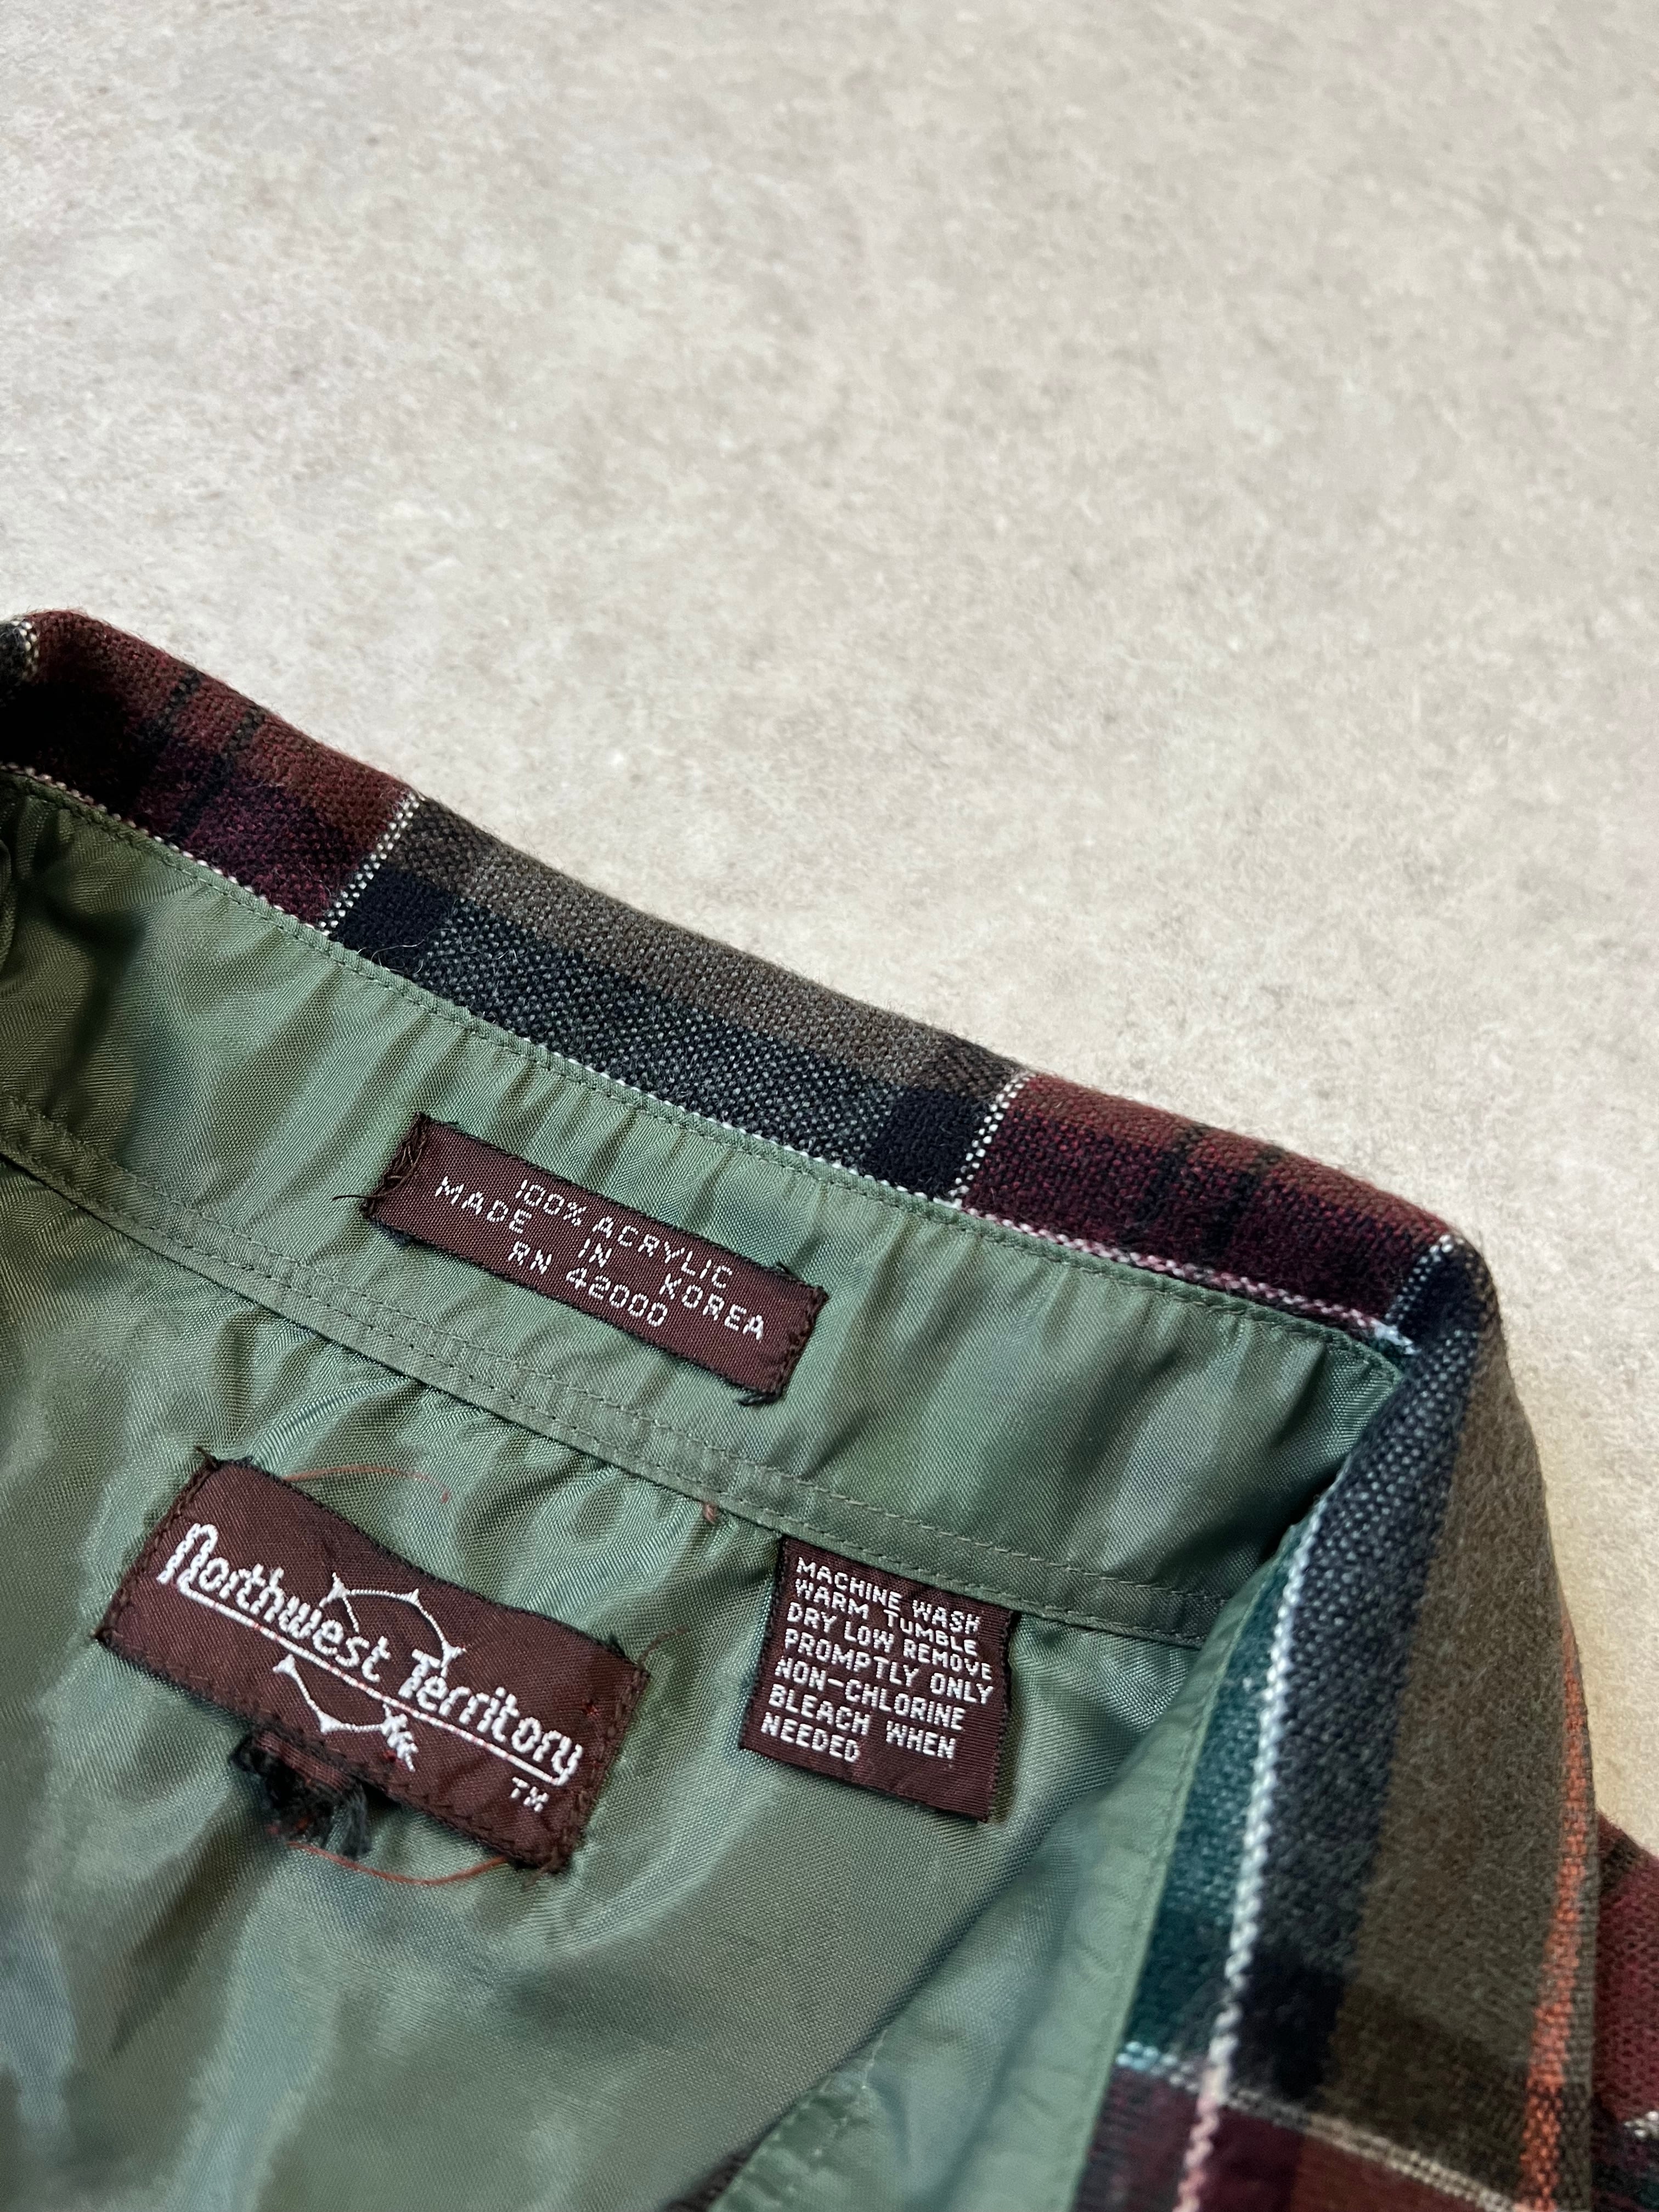 100% ACRYLIC
MADE IN KOREA
RN 42000
Northwest Territory
TM
MACHINE WASH
WARM TUMBLE
DRY LOW REMOVE
PROMPTLY ONLY
NON-CHLORINE
BLEACH WHEN
NEEDED